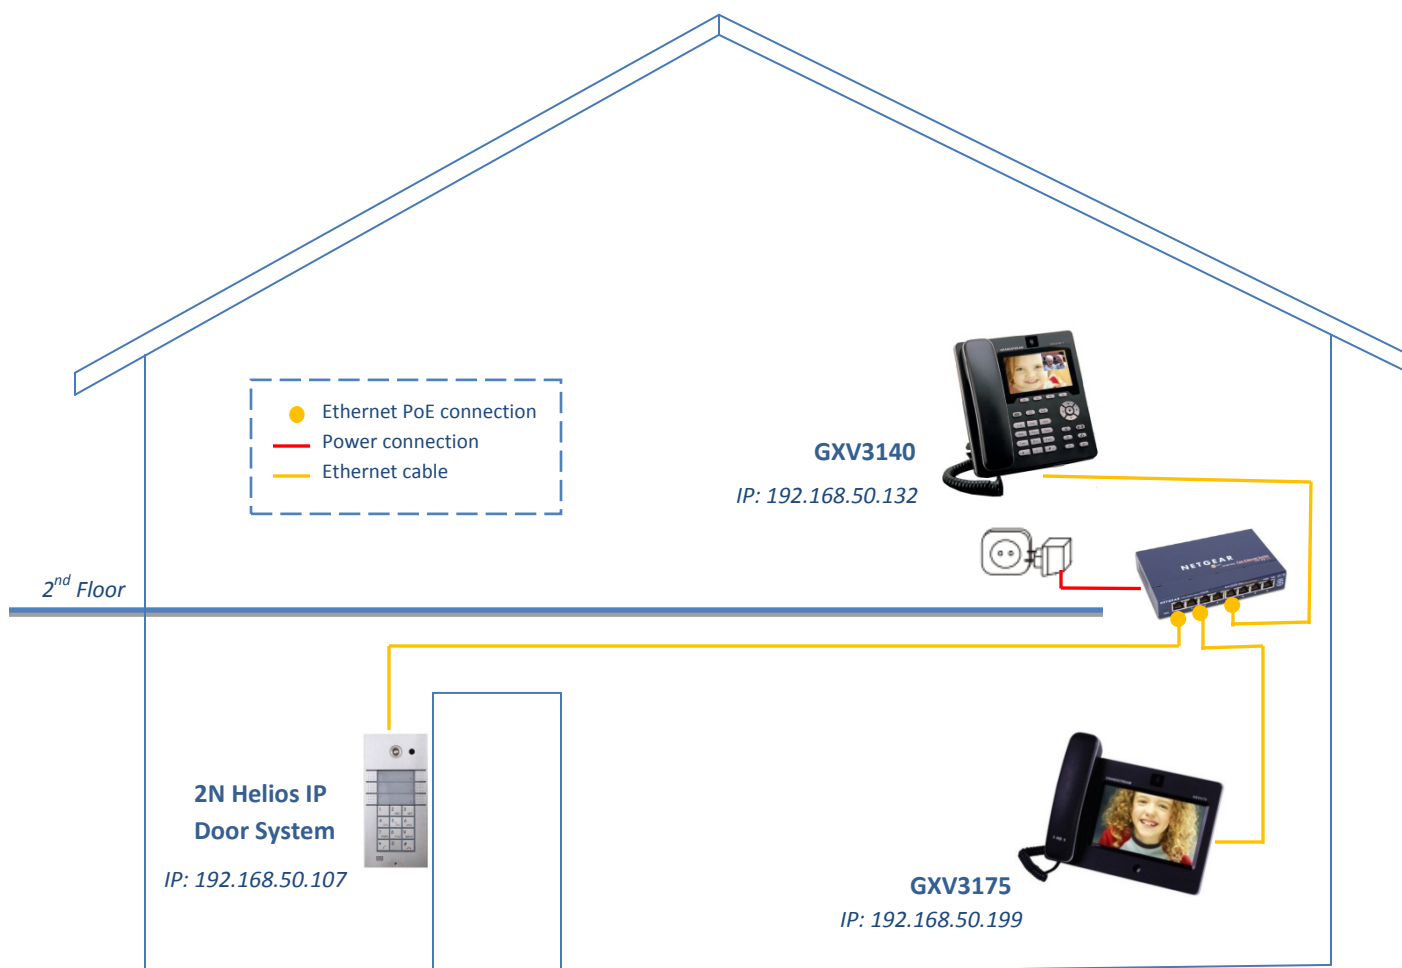 Ethernet PoE connection
Power connection
Ethernet cable
GXV3140
IP: 192.168.50.132
NETGEAR
2nd Floor
2N Helios IP
Door System
IP: 192.168.50.107
GXV3175
IP: 192.168.50.199